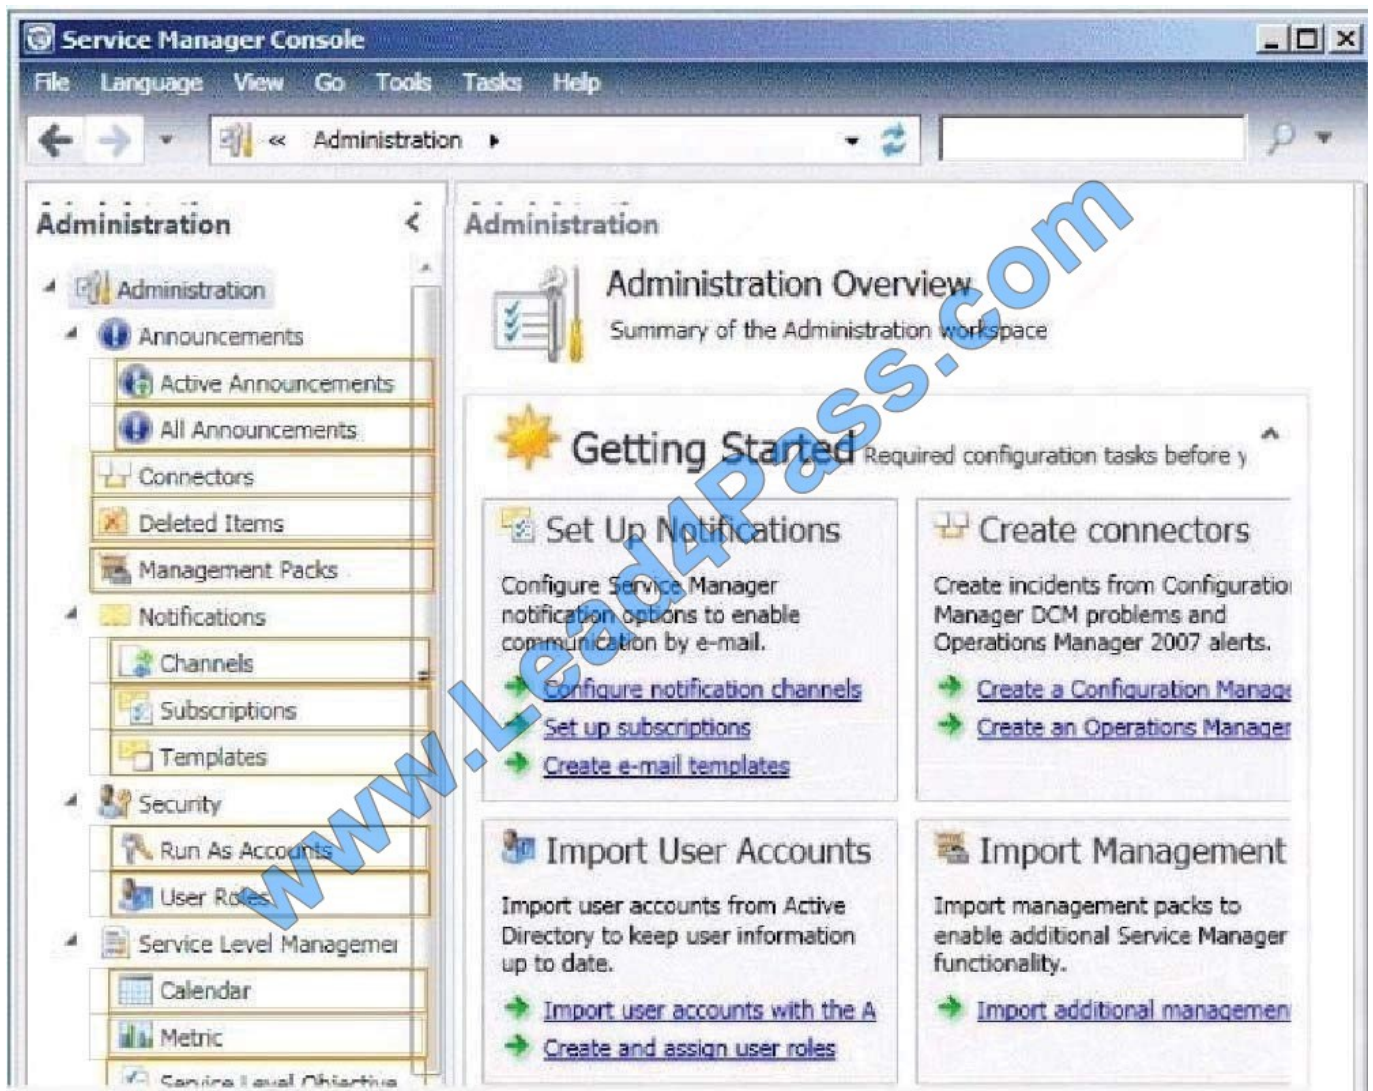 Service Manager Console
File Language View Go Tools Tasks Help
« Administration
Administration
Administration
Announcements
Active Announcements
All Announcements
Connectors
Deleted Items
Management Packs
Notifications
Channels
Subscriptions
Templates
Security
Run As Accounts
User Roles
Service Level Managemer
Calendar
Metric
Service Level Objective
Administration
Administration Overview
Summary of the Administration workspace
Getting Started Required configuration tasks before y
Set Up Notifications
Configure Service Manager
notification options to enable
communication by e-mail.
Configure notification channels
Set up subscriptions
Create e-mail templates
Create connectors
Create incidents from Configuratio
Manager DCM problems and
Operations Manager 2007 alerts.
Create a Configuration Manage
Create an Operations Manager
Import User Accounts
Import user accounts from Active
Directory to keep user information
up to date.
Import user accounts with the A
Create and assign user roles
Import Management
Import management packs to
enable additional Service Manager
functionality.
Import additional managemen
www.Lead4Pass.com